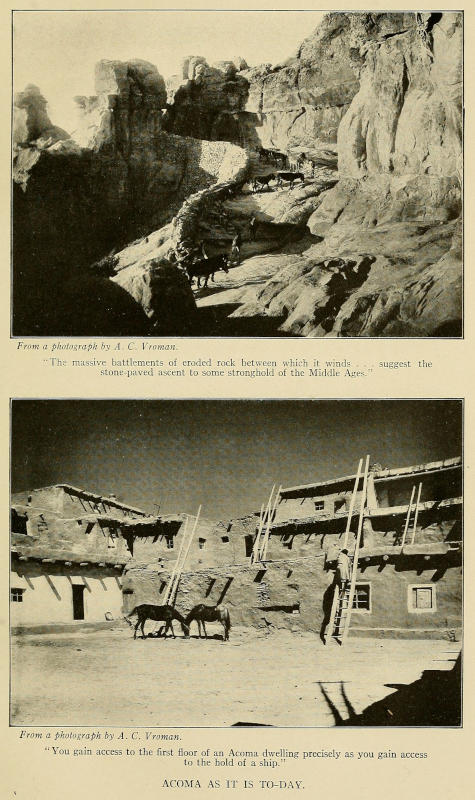 From a photograph by A. C. Vroman.
"The massive battlements of eroded rock between which it winds . . . suggest the
stone-paved ascent to some stronghold of the Middle Ages."
From a photograph by A. C. Vroman.
"You gain access to the first floor of an Acoma dwelling precisely as you gain access
to the hold of a ship."
ACOMA AS IT IS TO-DAY.